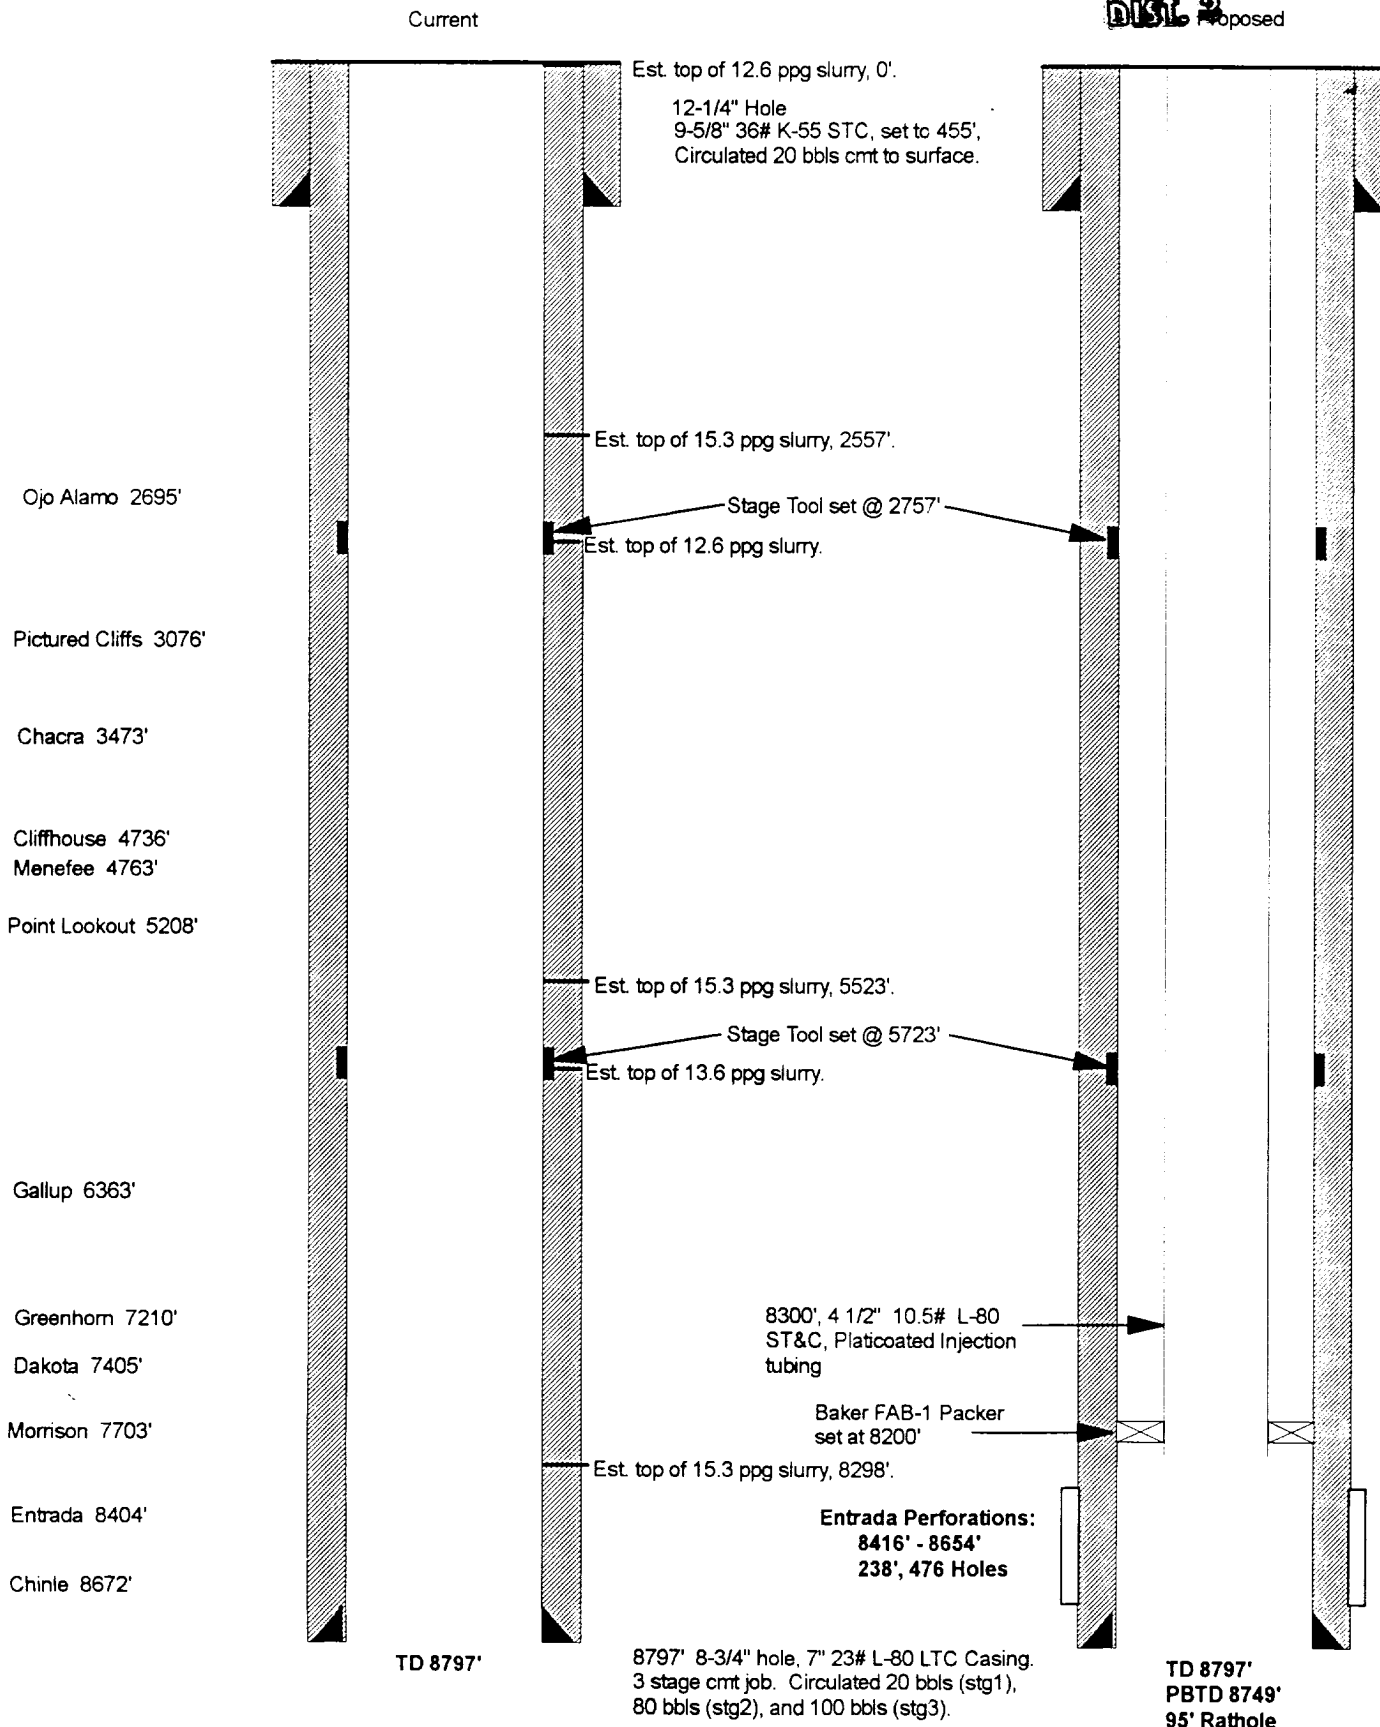 Current
DIST. 3
Proposed
Est. top of 12.6 ppg slurry, 0'.
12-1/4" Hole
9-5/8" 36# K-55 STC, set to 455',
Circulated 20 bbls cmt to surface.
Est. top of 15.3 ppg slurry, 2557'.
Ojo Alamo 2695'
Stage Tool set @ 2757'
Est. top of 12.6 ppg slurry.
Pictured Cliffs 3076'
Chacra 3473'
Cliffhouse 4736'
Menefee 4763'
Point Lookout 5208'
Est. top of 15.3 ppg slurry, 5523'.
Stage Tool set @ 5723'
Est. top of 13.6 ppg slurry.
Gallup 6363'
Greenhorn 7210'
8300', 4 1/2" 10.5# L-80
ST&C, Platicoated Injection
tubing
Dakota 7405'
Morrison 7703'
Baker FAB-1 Packer
set at 8200'
Est. top of 15.3 ppg slurry, 8298'.
Entrada 8404'
Entrada Perforations:
8416' - 8654'
238', 476 Holes
Chinle 8672'
TD 8797'
8797' 8-3/4" hole, 7" 23# L-80 LTC Casing.
3 stage cmt job. Circulated 20 bbls (stg1),
80 bbls (stg2), and 100 bbls (stg3).
TD 8797'
PBTD 8749'
95' Rathole